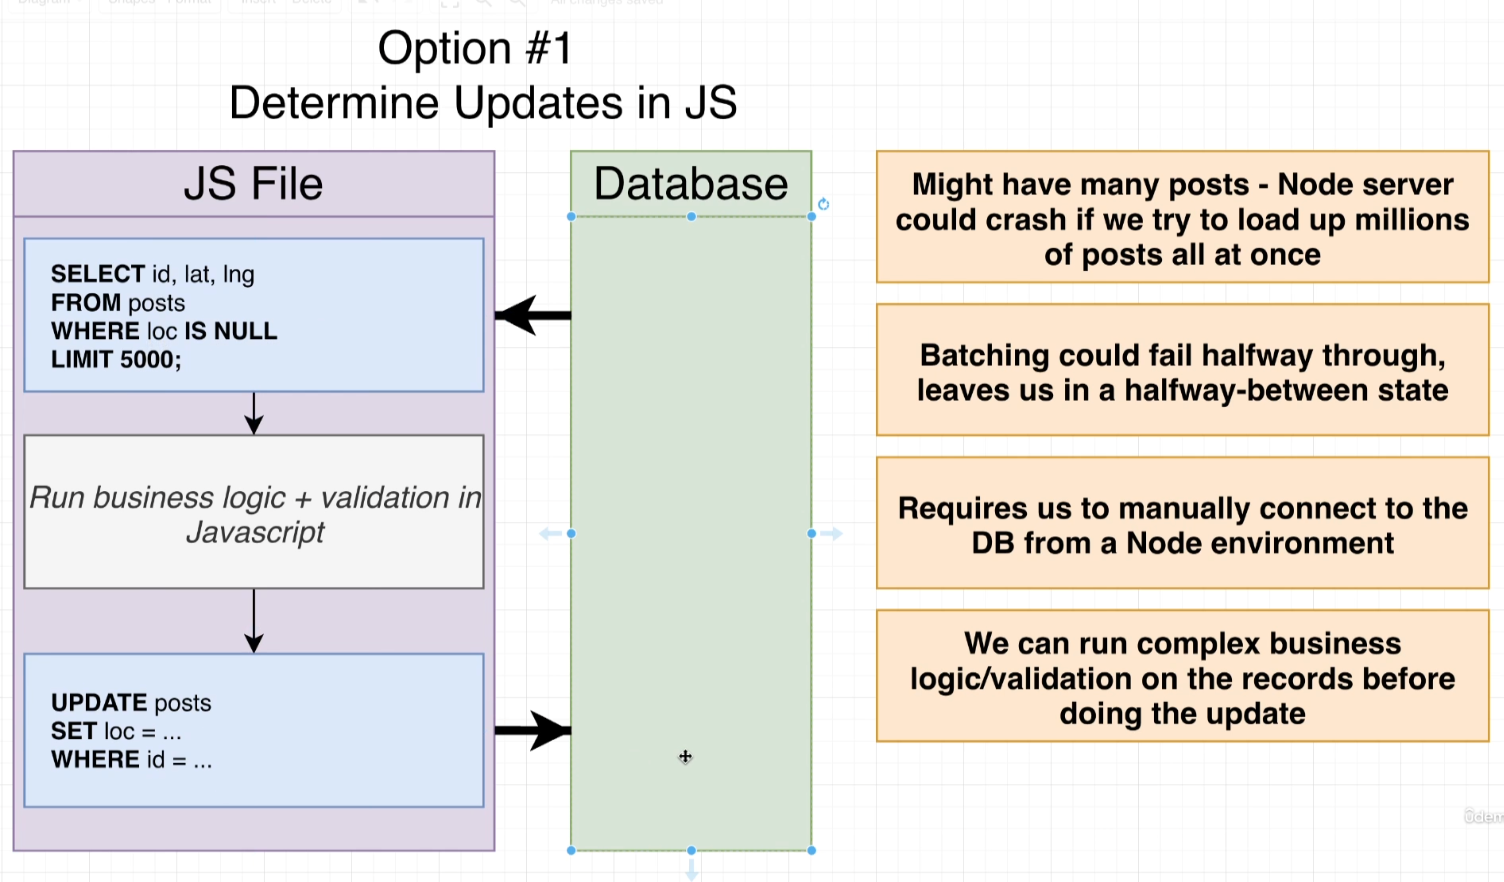 Option #1
Determine Updates in JS
JS File
SELECT id, lat, lng
FROM posts
WHERE loc IS NULL
LIMIT 5000;
Run business logic + validation in
Javascript
UPDATE posts
SET loc = ...
WHERE id = ...
Database
Might have many posts - Node server
could crash if we try to load up millions
of posts all at once
Batching could fail halfway through,
leaves us in a halfway-between state
Requires us to manually connect to the
DB from a Node environment
We can run complex business
logic/validation on the records before
doing the update